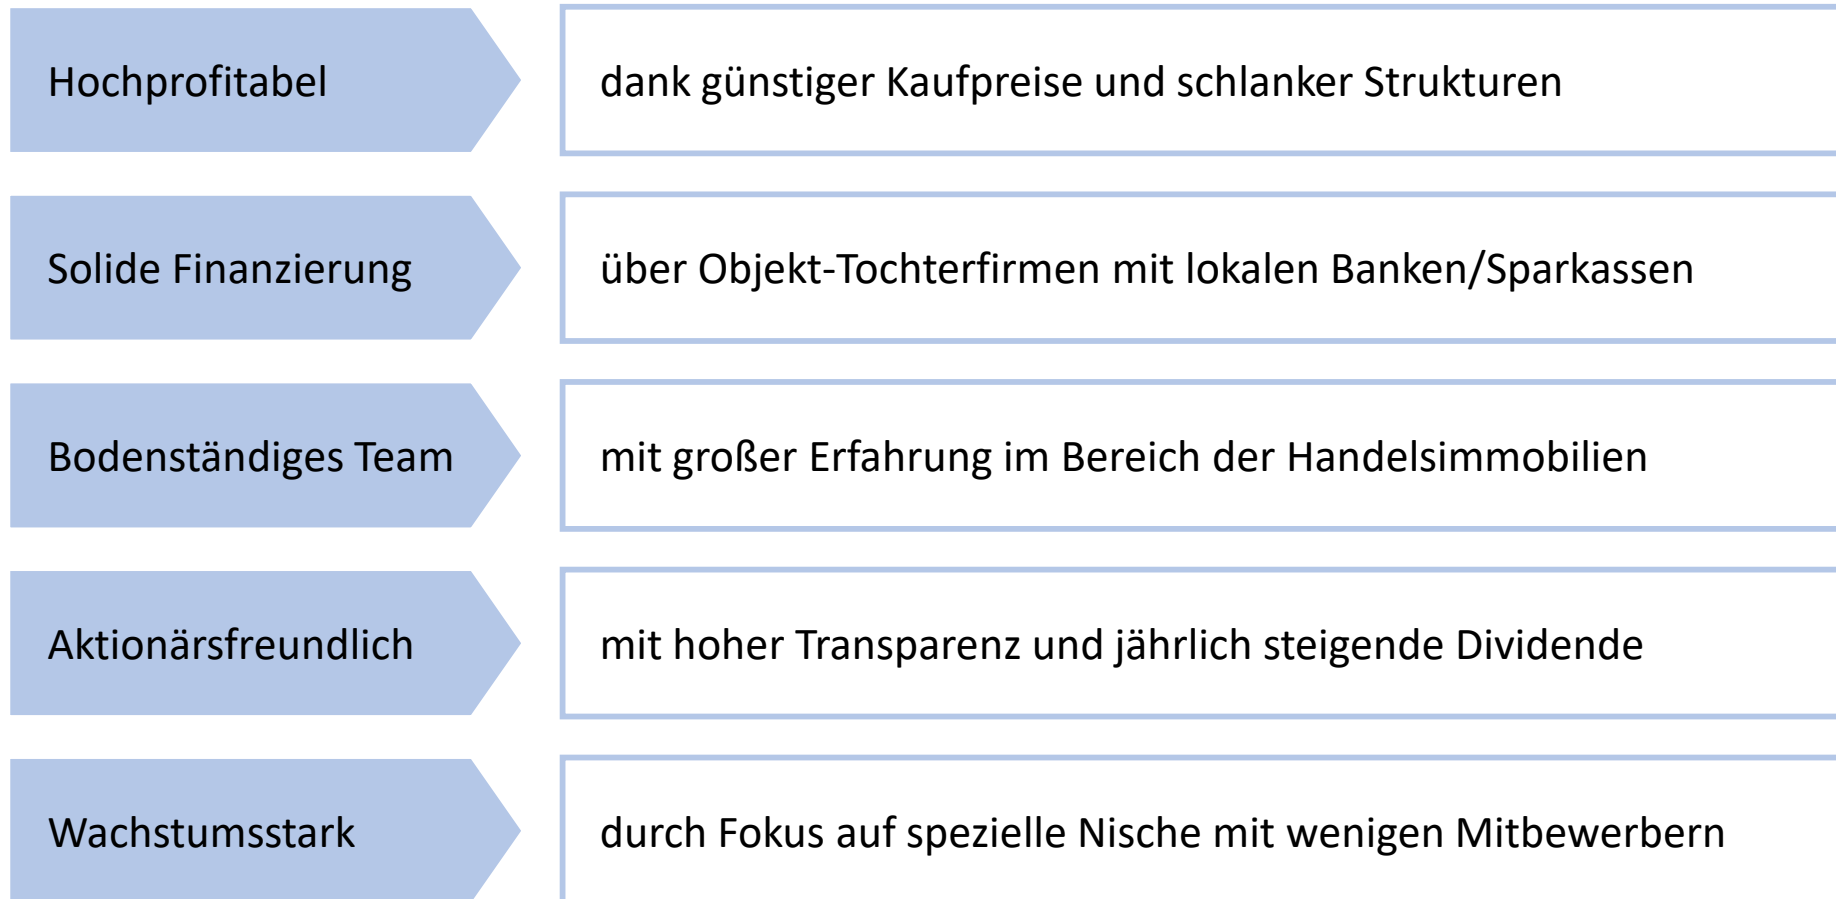 Hochprofitabel
dank günstiger Kaufpreise und schlanker Strukturen
Solide Finanzierung
über Objekt-Tochterfirmen mit lokalen Banken/Sparkassen
Bodenständiges Team
mit großer Erfahrung im Bereich der Handelsimmobilien
Aktionärsfreundlich
mit hoher Transparenz und jährlich steigende Dividende
Wachstumsstark
durch Fokus auf spezielle Nische mit wenigen Mitbewerbern